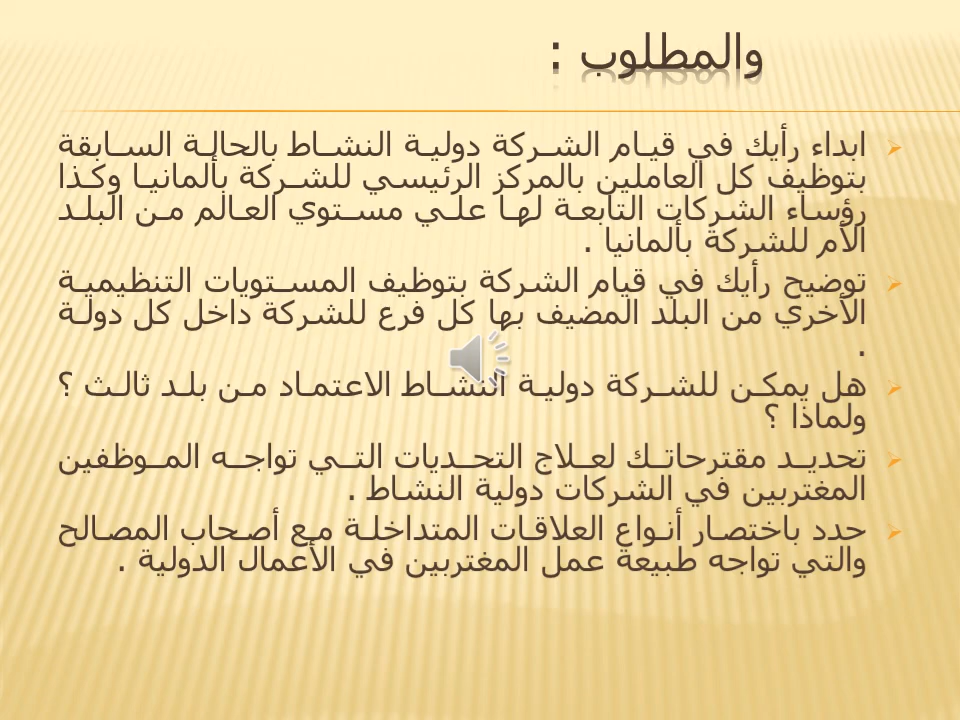 والمطلوب :
ابداء رأيك في قيام الشركة دولية النشاط بالحالة السابقة
بتوظيف كل العاملين بالمركز الرئيسي للشركة بألمانيا وكذا
رؤساء الشركات التابعة لها علي مستوي العالم من البلد
الأم للشركة بألمانيا .
توضيح رأيك في قيام الشركة بتوظيف المستويات التنظيمية
الأخري من البلد المضيف بها كل فرع للشركة داخل كل دولة
.
هل يمكن للشركة دولية النشاط الاعتماد من بلد ثالث ؟
ولماذا ؟
تحديد مقترحاتك لعلاج التحديات التي تواجه الموظفين
المغتربين في الشركات دولية النشاط .
حدد باختصار أنواع العلاقات المتداخلة مع أصحاب المصالح
والتي تواجه طبيعة عمل المغتربين في الأعمال الدولية .